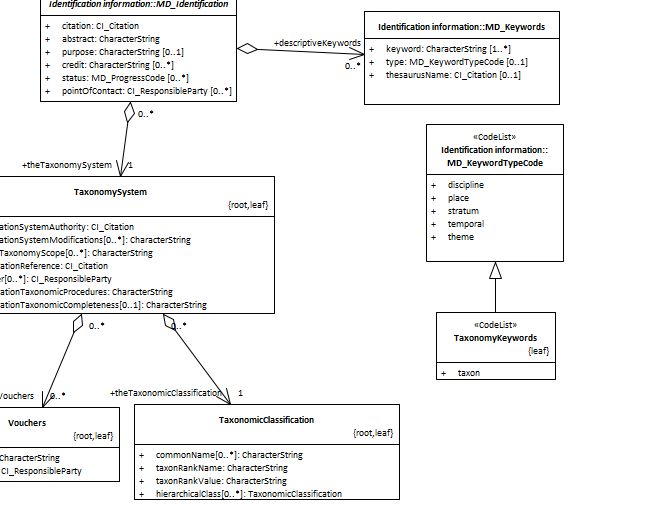 Identification information::MD_Identification
+ citation: CI_Citation
+ abstract: CharacterString
+ purpose: CharacterString [0..1]
+ credit: CharacterString [0..*]
+ status: MD_ProgressCode [0..*]
+ pointOfContact: CI_ResponsibleParty [0..*]
+descriptiveKeywords
0..*
Identification information::MD_Keywords
+ keyword: CharacterString [1..*]
+ type: MD_KeywordTypeCode [0..1]
+ thesaurusName: CI_Citation [0..1]
0..*
+theTaxonomySystem 1
«CodeList»
Identification information::
MD_KeywordTypeCode
+ discipline
+ place
+ stratum
+ temporal
+ theme
TaxonomySystem
{root,leaf}
ationSystemAuthority: CI_Citation
ationSystemModifications[0..*]: CharacterString
TaxonomyScope[0..*]: CharacterString
ationReference: CI_Citation
er[0..*]: CI_ResponsibleParty
ationTaxonomicProcedures: CharacterString
ationTaxonomicCompleteness[0..1]: CharacterString
0..* 0..*
«CodeList»
TaxonomyKeywords
{leaf}
+ taxon
Vouchers 0..*
+theTaxonomicClassification 1
Vouchers
{root,leaf}
CharacterString
CI_ResponsibleParty
TaxonomicClassification
{root,leaf}
+ commonName[0..*]: CharacterString
+ taxonRankName: CharacterString
+ taxonRankValue: CharacterString
+ hierarchicalClass[0..*]: TaxonomicClassification